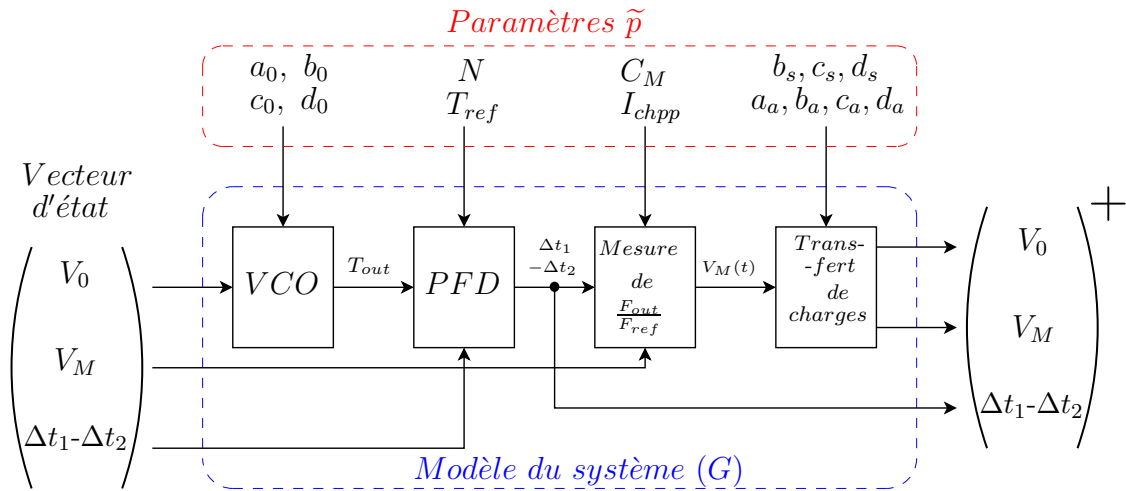 Paramètres p̃
a₀, b₀
c₀, d₀
N
T_ref
C_M
I_chpp
b_s, c_s, d_s
a_a, b_a, c_a, d_a
Vecteur
d'état
V₀
V_M
Δt₁-Δt₂
VCO
T_out
PFD
Δt₁
−Δt₂
Mesure
de
F_out
F_ref
V_M(t)
Trans-
-fert
de
charges
+
V₀
V_M
Δt₁-Δt₂
Modèle du système (G)